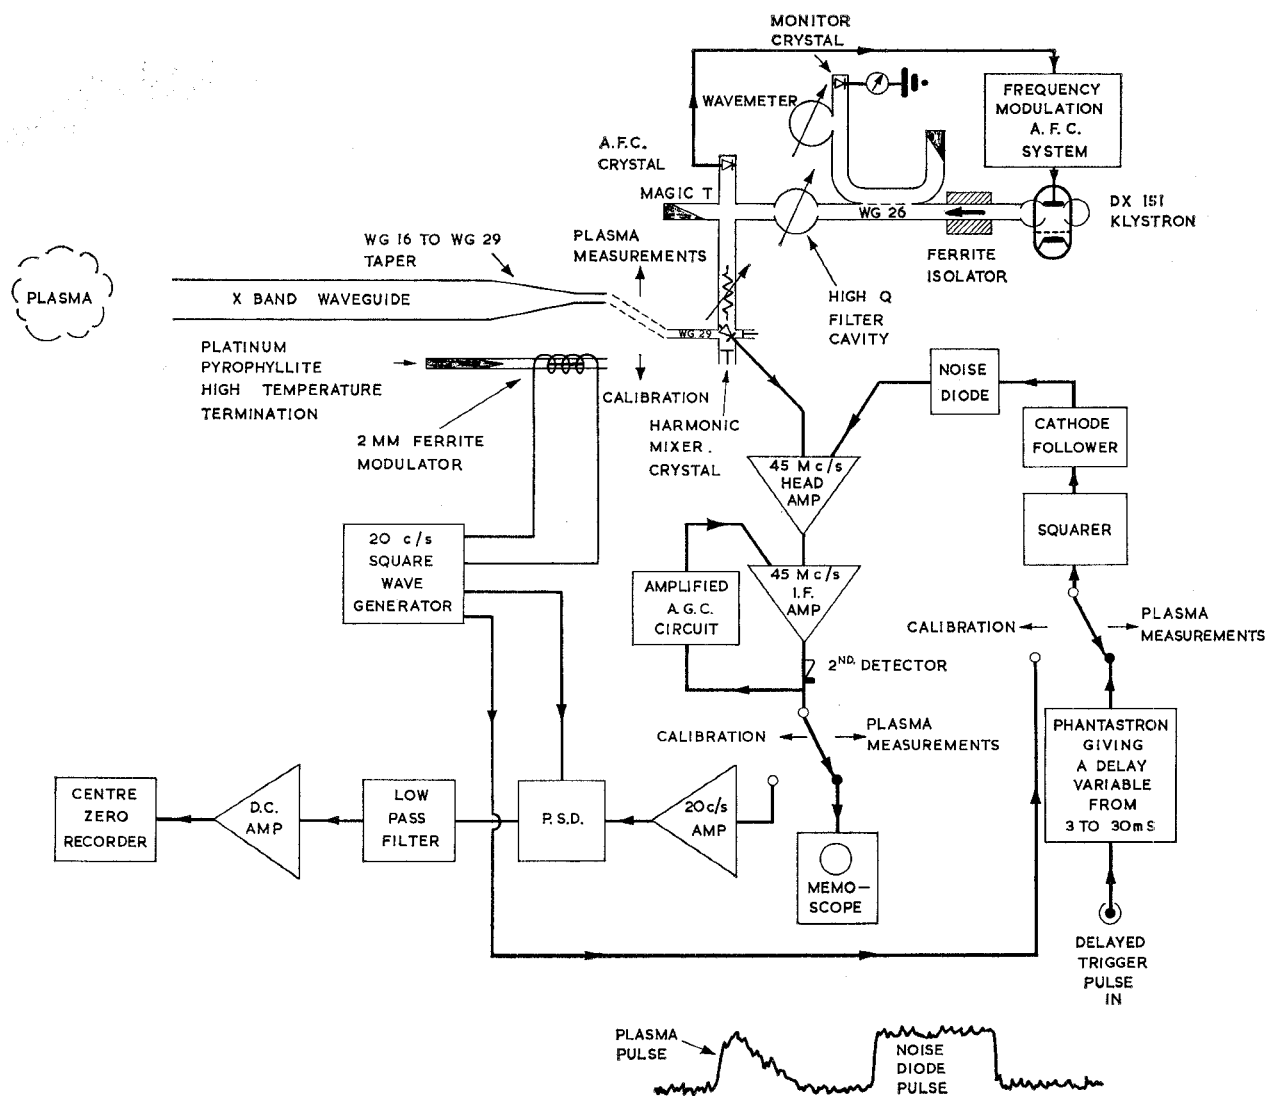 MONITOR
CRYSTAL
WAVEMETER
FREQUENCY
MODULATION
A. F. C.
SYSTEM
A.F.C.
CRYSTAL
MAGIC T
WG 26
DX 151
KLYSTRON
FERRITE
ISOLATOR
WG 16 TO WG 29
TAPER
PLASMA
MEASUREMENTS
PLASMA
X BAND WAVEGUIDE
HIGH Q
FILTER
CAVITY
WG 29
PLATINUM
PYROPHYLLITE
HIGH TEMPERATURE
TERMINATION
CALIBRATION
2 MM FERRITE
MODULATOR
HARMONIC
MIXER.
CRYSTAL
NOISE
DIODE
CATHODE
FOLLOWER
45 Mc/s
HEAD
AMP
SQUARER
20 c/s
SQUARE
WAVE
GENERATOR
AMPLIFIED
A.G.C.
CIRCUIT
45 Mc/s
I.F.
AMP
CALIBRATION
PLASMA
MEASUREMENTS
2ND. DETECTOR
CALIBRATION
PLASMA
MEASUREMENTS
PHANTASTRON
GIVING
A DELAY
VARIABLE
FROM
3 TO 30mS
CENTRE
ZERO
RECORDER
D.C.
AMP
LOW
PASS
FILTER
P.S.D.
20c/s
AMP
MEMO-
SCOPE
DELAYED
TRIGGER
PULSE
IN
PLASMA
PULSE
NOISE
DIODE
PULSE